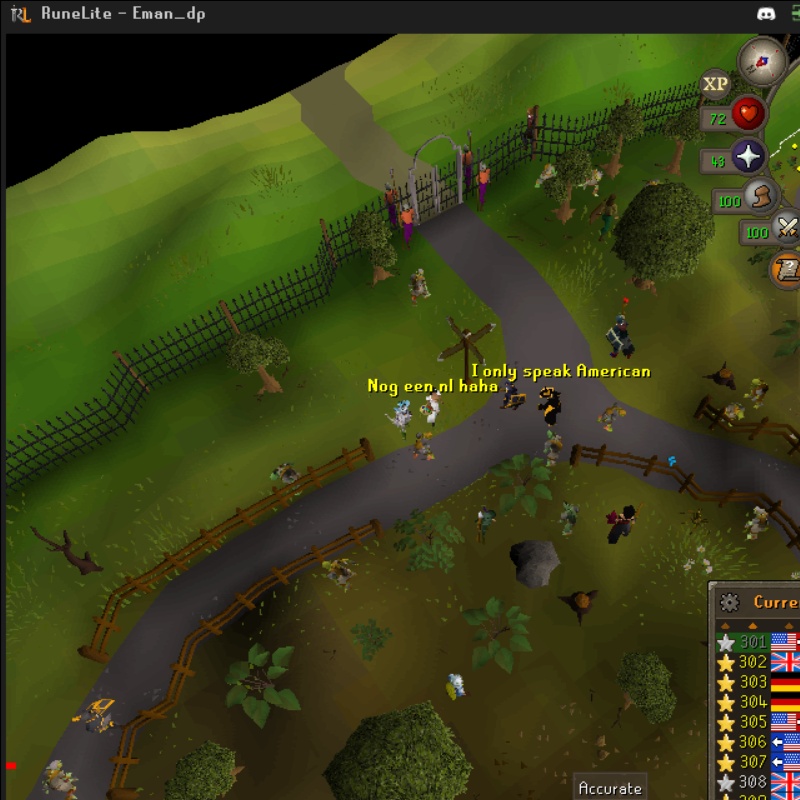 RuneLite - Eman_dp
XP
72
43
100
100
I only speak American
Nog een nl haha
Curre
301
302
303
304
305
306
307
308
Accurate